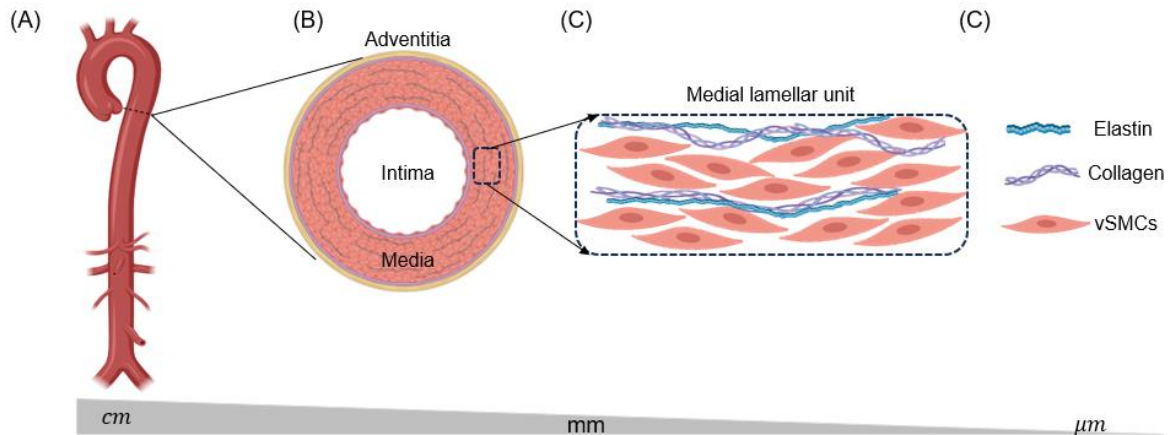 (A)
(B)
(C)
(C)
Adventitia
Intima
Media
Medial lamellar unit
Elastin
Collagen
vSMCs
cm
mm
μm